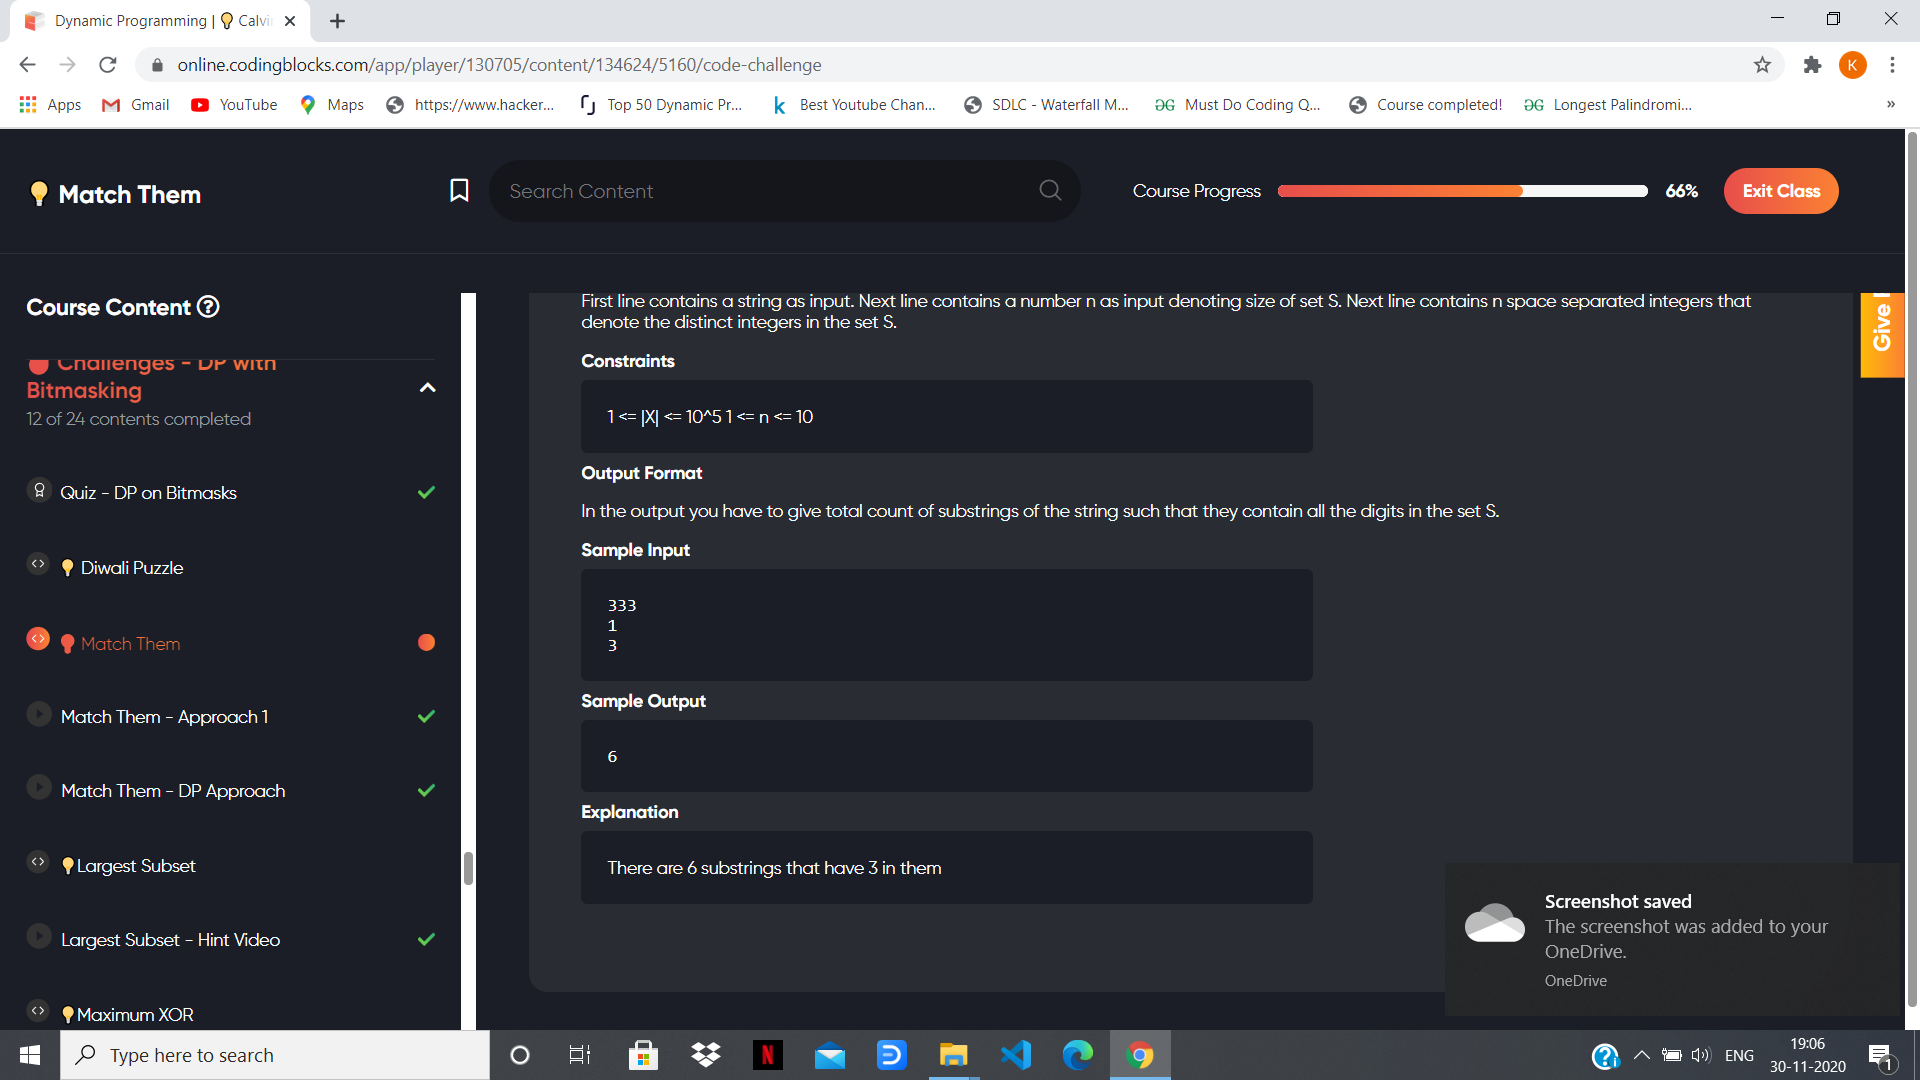 Dynamic Programming | Calvi
online.codingblocks.com/app/player/130705/content/134624/5160/code-challenge
K
Apps Gmail YouTube Maps https://www.hacker... Top 50 Dynamic Pr... Best Youtube Chan... SDLC - Waterfall M... Must Do Coding Q... Course completed! Longest Palindromi... »
Match Them
Search Content
Course Progress 66% Exit Class
Course Content
Challenges - DP with
Bitmasking
12 of 24 contents completed
Quiz - DP on Bitmasks
Diwali Puzzle
Match Them
Match Them - Approach 1
Match Them - DP Approach
Largest Subset
Largest Subset - Hint Video
Maximum XOR
First line contains a string as input. Next line contains a number n as input denoting size of set S. Next line contains n space separated integers that
denote the distinct integers in the set S.
Constraints
1 <= |X| <= 10^5 1 <= n <= 10
Output Format
In the output you have to give total count of substrings of the string such that they contain all the digits in the set S.
Sample Input
333
1
3
Sample Output
6
Explanation
There are 6 substrings that have 3 in them
Give
Screenshot saved
The screenshot was added to your
OneDrive.
OneDrive
Type here to search
ENG
19:06
30-11-2020
1